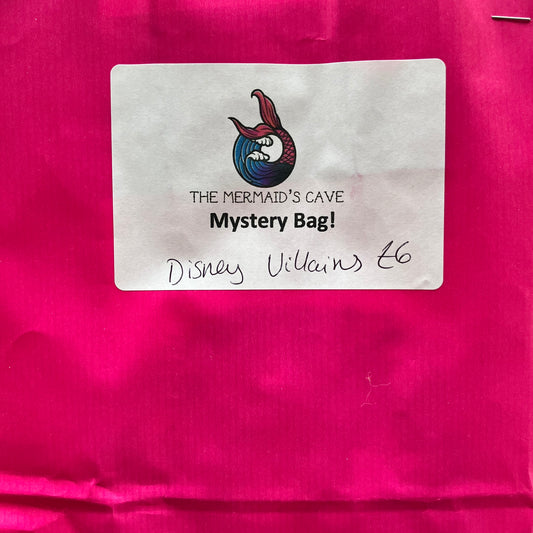 THE MERMAID'S CAVE
Mystery Bag!
Disney Villains £6